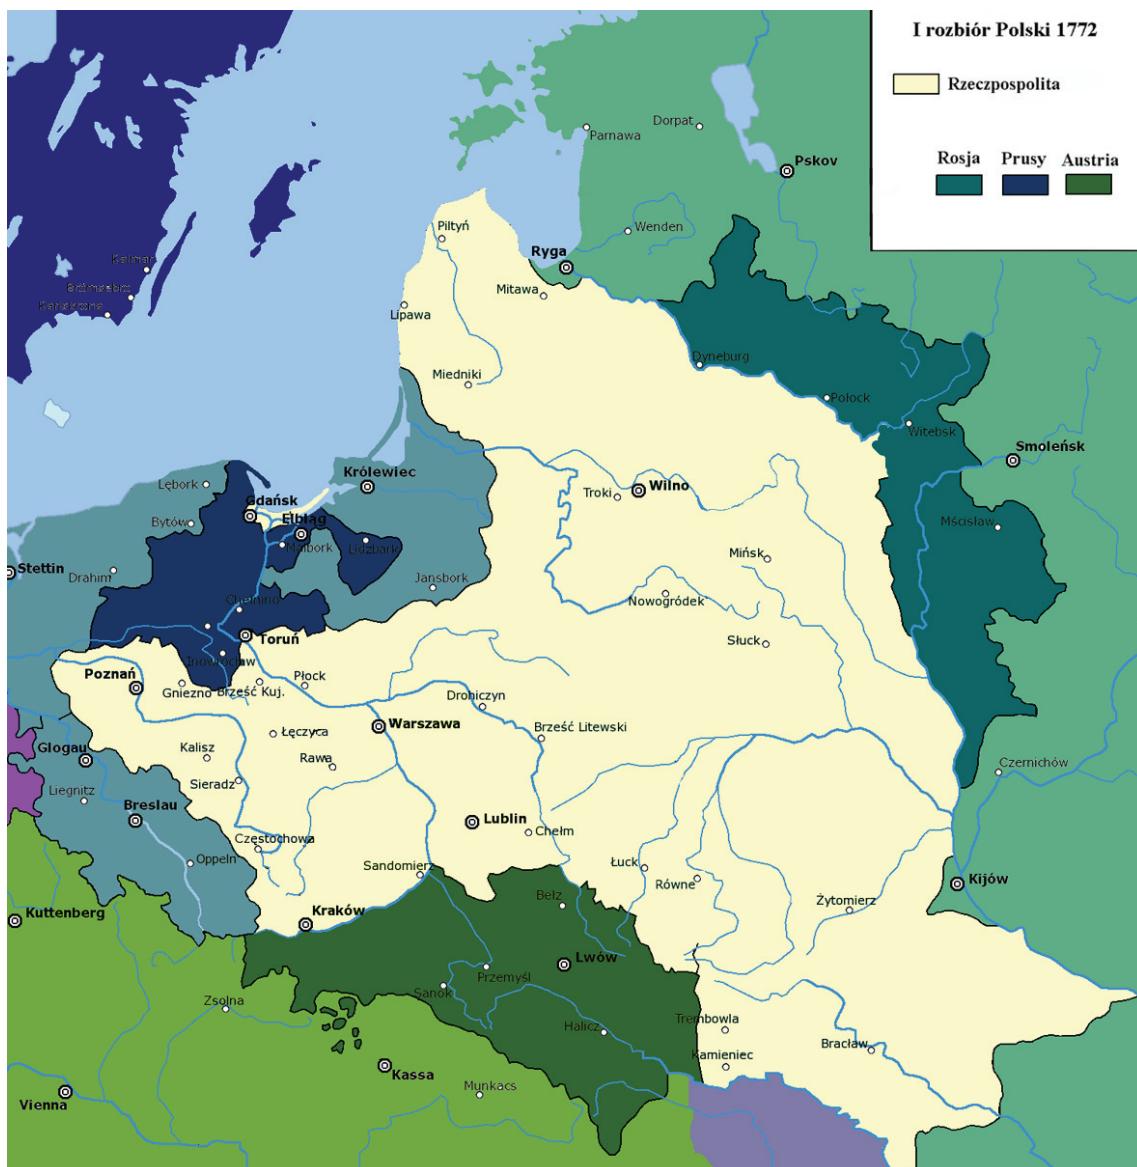 I rozbiór Polski 1772
Rzeczpospolita
Rosja Prusy Austria
Parnawa
Dorpat
Pskov
Piltyń
Wenden
Ryga
Kalmar
Mitawa
Lipawa
Dyneburg
Miedniki
Połock
Witebsk
Smoleńsk
Królewiec
Lębork
Gdańsk
Wilno
Troki
Bytów
Elbląg
Mścisław
Malbork
Lidzbark
Mińsk
Stettin
Drahim
Jansbork
Nowogródek
Chełmno
Toruń
Słuck
Inowrocław
Poznań
Gniezno
Brześć Kuj.
Płock
Drohiczyn
Warszawa
Brześć Litewski
Łęczyca
Glogau
Kalisz
Rawa
Sieradz
Czernichów
Liegnitz
Breslau
Lublin
Chełm
Częstochowa
Oppeln
Sandomierz
Łuck
Równe
Kijów
Bełz
Żytomierz
Kuttenberg
Kraków
Lwów
Przemyśl
Sanok
Zsolna
Halicz
Trembowla
Bracław
Kamieniec
Kassa
Munkacs
Vienna